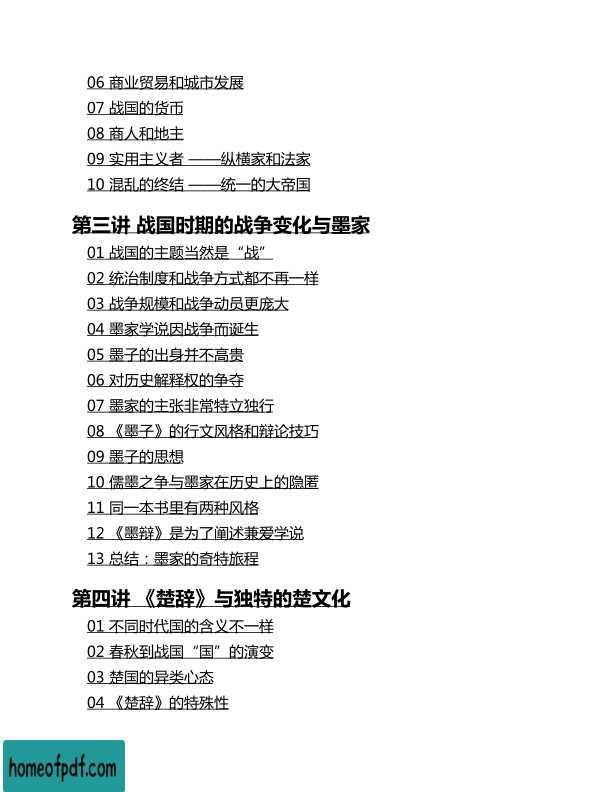 06 商业贸易和城市发展
07 战国的货币
08 商人和地主
09 实用主义者 ——纵横家和法家
10 混乱的终结 ——统一的大帝国
第三讲 战国时期的战争变化与墨家
01 战国的主题当然是“战”
02 统治制度和战争方式都不再一样
03 战争规模和战争动员更庞大
04 墨家学说因战争而诞生
05 墨子的出身并不高贵
06 对历史解释权的争夺
07 墨家的主张非常特立独行
08 《墨子》的行文风格和辩论技巧
09 墨子的思想
10 儒墨之争与墨家在历史上的隐匿
11 同一本书里有两种风格
12 《墨辩》是为了阐述兼爱学说
13 总结：墨家的奇特旅程
第四讲 《楚辞》与独特的楚文化
01 不同时代国的含义不一样
02 春秋到战国“国”的演变
03 楚国的异类心态
04 《楚辞》的特殊性
homeofpdf.com